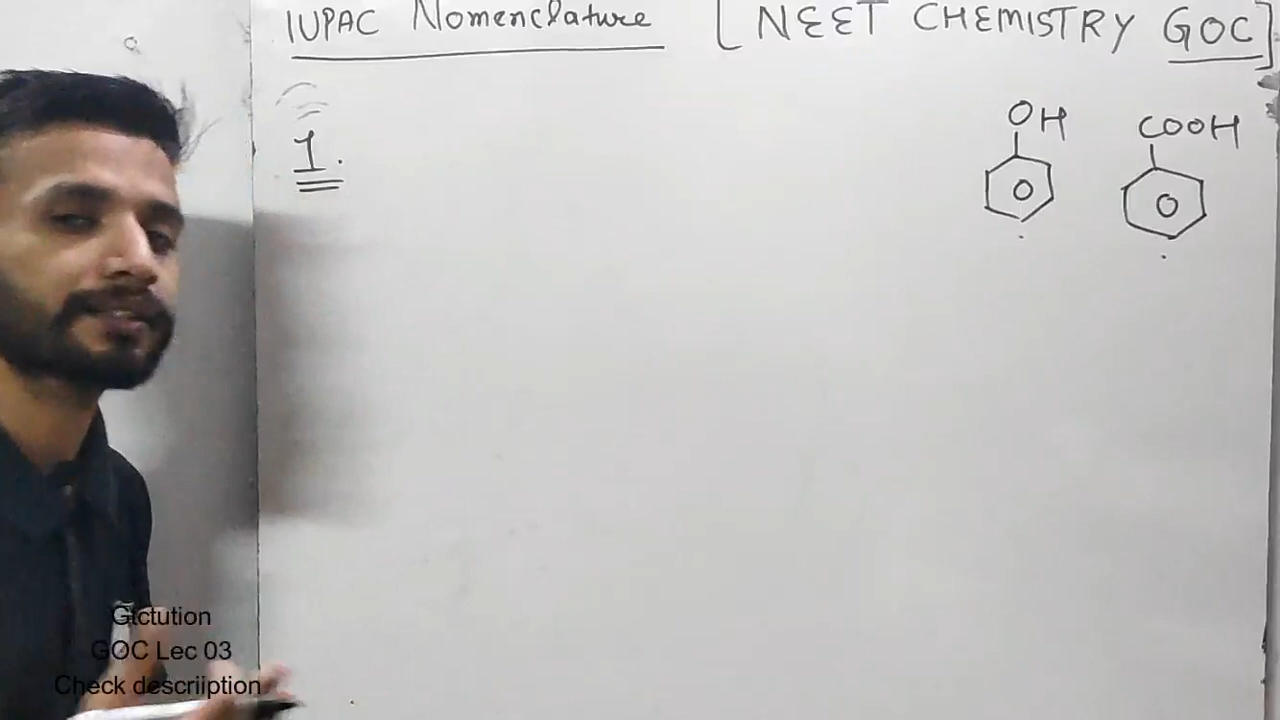 IUPAC Nomenclature [NEET CHEMISTRY GOC]
1.
OH COOH
Gictution
GOC Lec 03
Check descriiption